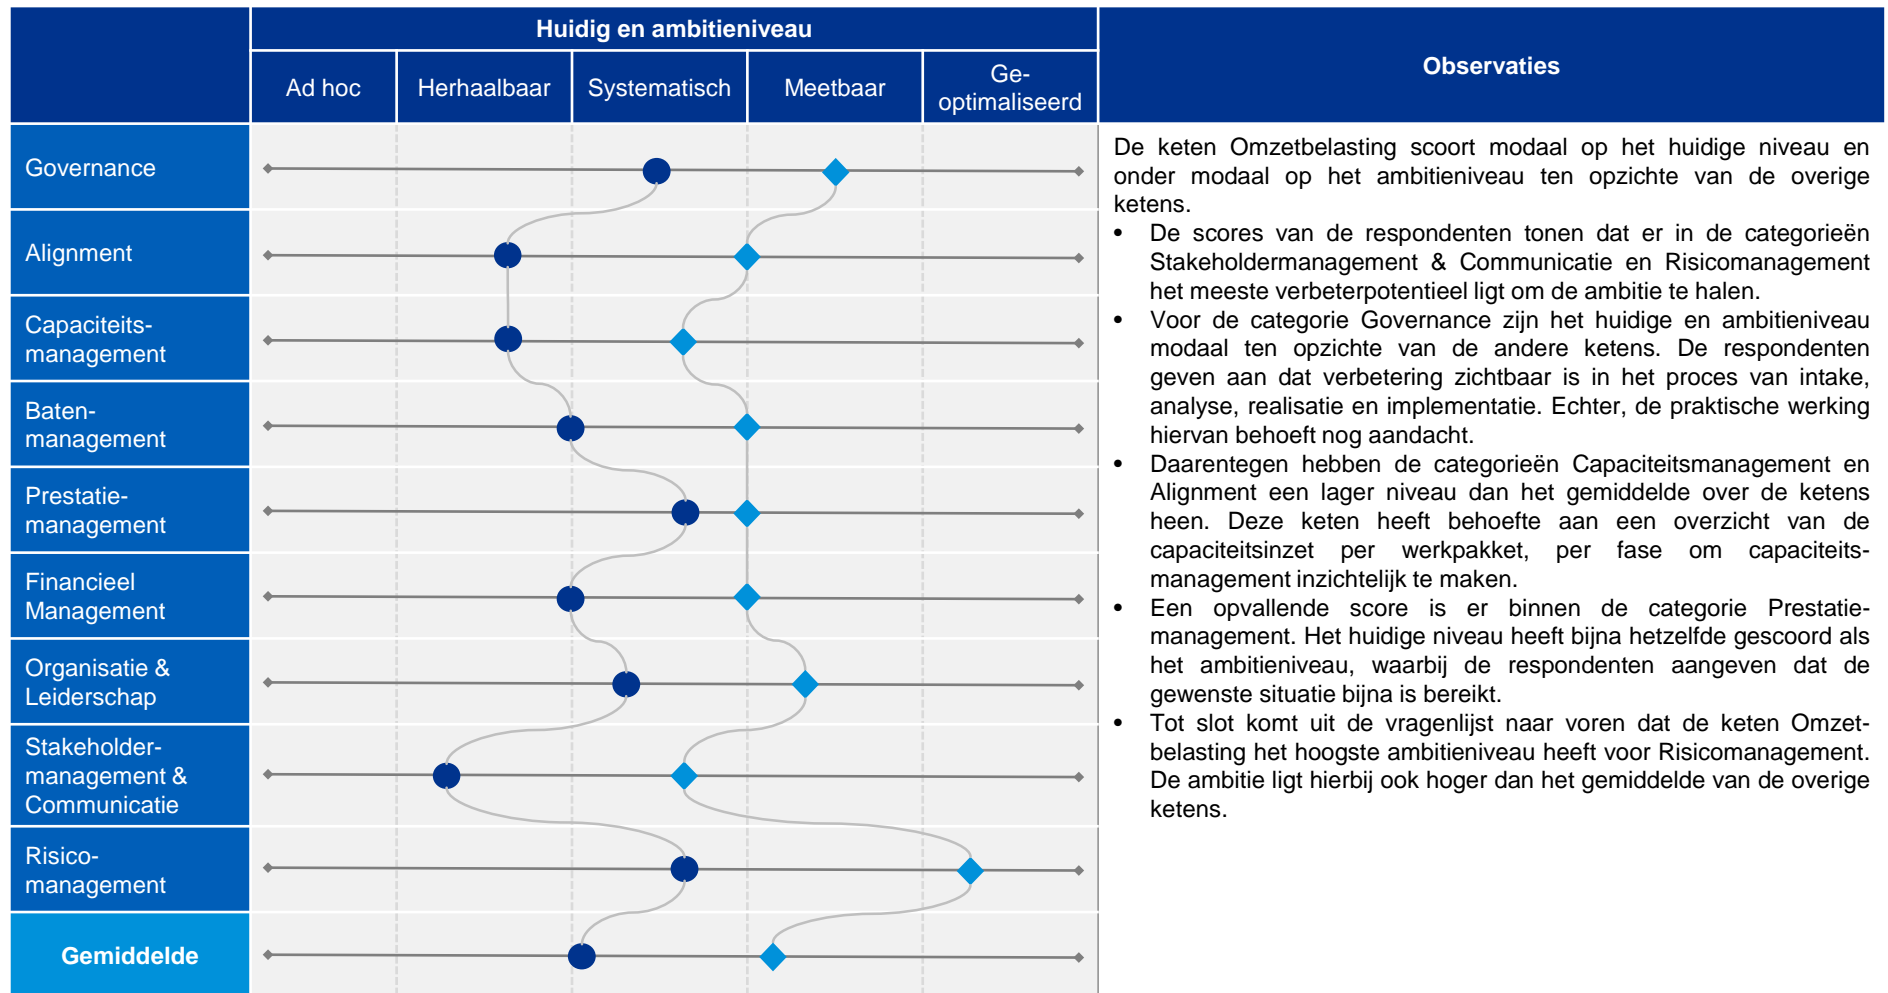 Huidig en ambitieniveau
Observaties
Ad hoc
Herhaalbaar
Systematisch
Meetbaar
Ge-
optimaliseerd
Governance
Alignment
Capaciteits-
management
Baten-
management
Prestatie-
management
Financieel
Management
Organisatie &
Leiderschap
Stakeholder-
management &
Communicatie
Risico-
management
Gemiddelde
De keten Omzetbelasting scoort modaal op het huidige niveau en
onder modaal op het ambitieniveau ten opzichte van de overige
ketens.
• De scores van de respondenten tonen dat er in de categorieën
Stakeholdermanagement & Communicatie en Risicomanagement
het meeste verbeterpotentieel ligt om de ambitie te halen.
• Voor de categorie Governance zijn het huidige en ambitieniveau
modaal ten opzichte van de andere ketens. De respondenten
geven aan dat verbetering zichtbaar is in het proces van intake,
analyse, realisatie en implementatie. Echter, de praktische werking
hiervan behoeft nog aandacht.
• Daarentegen hebben de categorieën Capaciteitsmanagement en
Alignment een lager niveau dan het gemiddelde over de ketens
heen. Deze keten heeft behoefte aan een overzicht van de
capaciteitsinzet per werkpakket, per fase om capaciteits-
management inzichtelijk te maken.
• Een opvallende score is er binnen de categorie Prestatie-
management. Het huidige niveau heeft bijna hetzelfde gescoord als
het ambitieniveau, waarbij de respondenten aangeven dat de
gewenste situatie bijna is bereikt.
• Tot slot komt uit de vragenlijst naar voren dat de keten Omzet-
belasting het hoogste ambitieniveau heeft voor Risicomanagement.
De ambitie ligt hierbij ook hoger dan het gemiddelde van de overige
ketens.